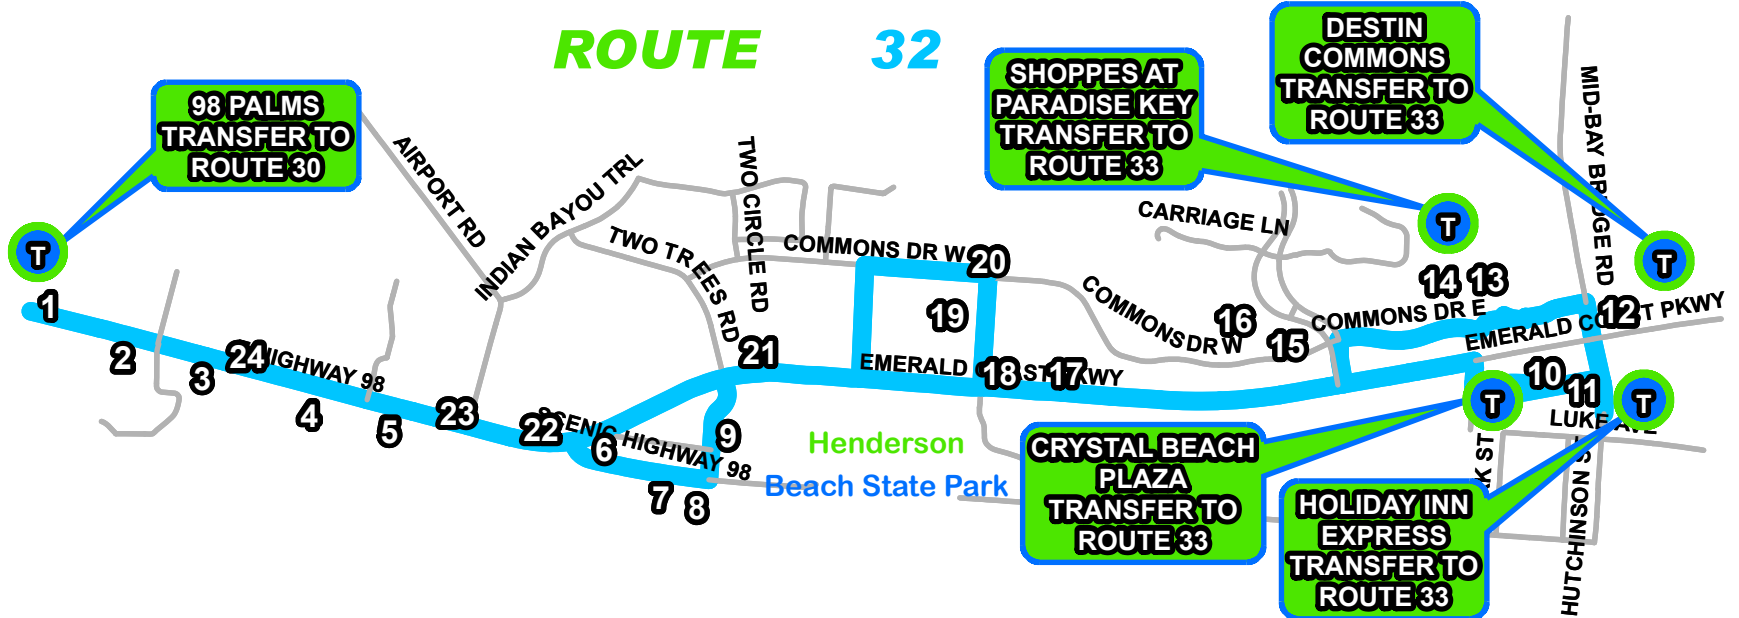 ROUTE 32
98 PALMS
TRANSFER TO
ROUTE 30
SHOPPES AT
PARADISE KEY
TRANSFER TO
ROUTE 33
DESTIN
COMMONS
TRANSFER TO
ROUTE 33
AIRPORT RD
INDIAN BAYOU TRL
TWO TREES RD
TWO CIRCLE RD
COMMONS DR W
CARRIAGE LN
COMMONS DR W
COMMONS DR E
MID-BAY BRIDGE RD
T
T
T
1
2
3
24
HIGHWAY 98
4
5
23
22
6
SCENIC HIGHWAY 98
7
8
9
21
20
19
18
17
16
15
14
13
12
10
11
T
T
EMERALD
PKWY
EMERALD
PKWY
LUKE AVE
HUTCHINSON
ST
Henderson
Beach State Park
CRYSTAL BEACH
PLAZA
TRANSFER TO
ROUTE 33
HOLIDAY INN
EXPRESS
TRANSFER TO
ROUTE 33